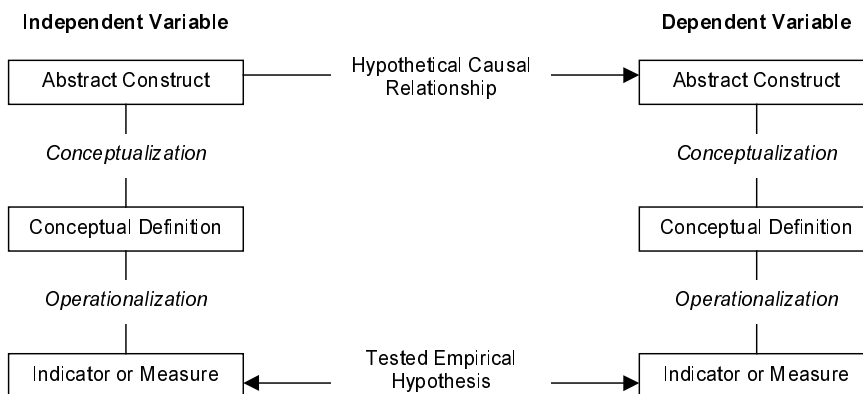 Independent Variable
Dependent Variable
Abstract Construct
Hypothetical Causal
Relationship
Abstract Construct
Conceptualization
Conceptualization
Conceptual Definition
Conceptual Definition
Operationalization
Operationalization
Indicator or Measure
Tested Empirical
Hypothesis
Indicator or Measure